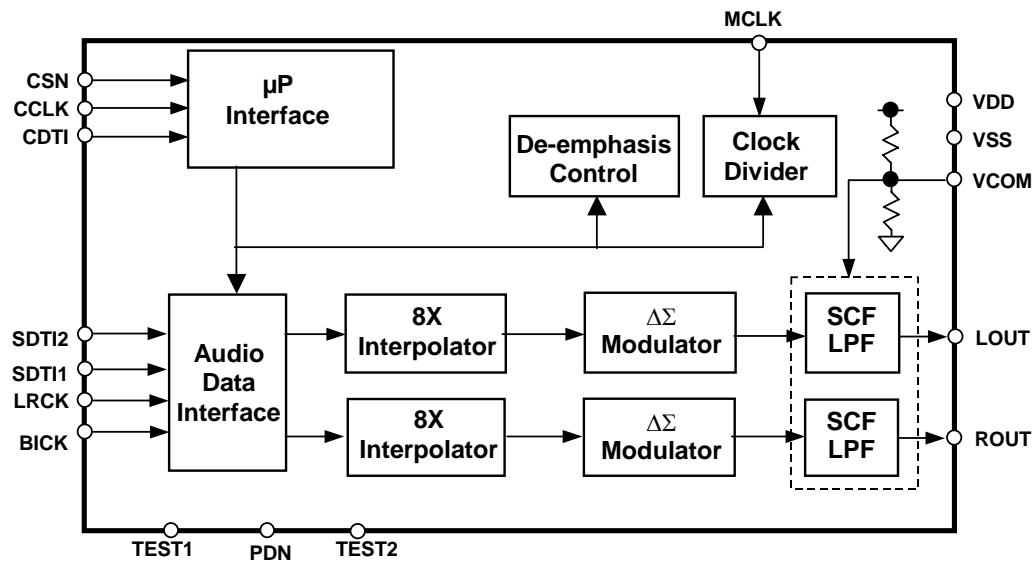 MCLK
CSN
CCLK
CDTI
µP
Interface
De-emphasis
Control
Clock
Divider
VDD
VSS
VCOM
SDTI2
SDTI1
LRCK
BICK
Audio
Data
Interface
8X
Interpolator
ΔΣ
Modulator
SCF
LPF
LOUT
8X
Interpolator
ΔΣ
Modulator
SCF
LPF
ROUT
TEST1
PDN
TEST2